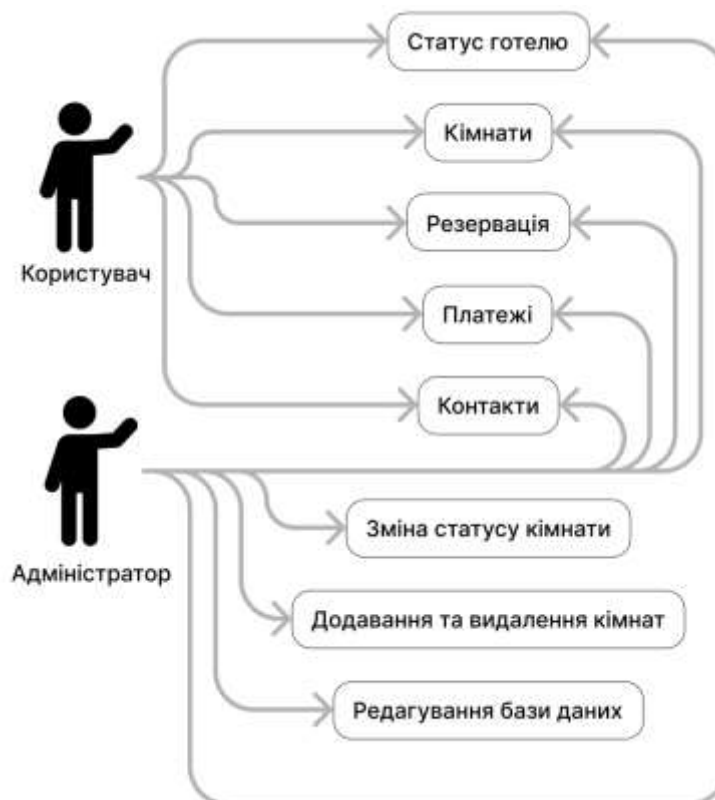 Статус готелю
Кімнати
Резервація
Користувач
Платежі
Контакти
Зміна статусу кімнати
Адміністратор
Додавання та видалення кімнат
Редагування бази даних